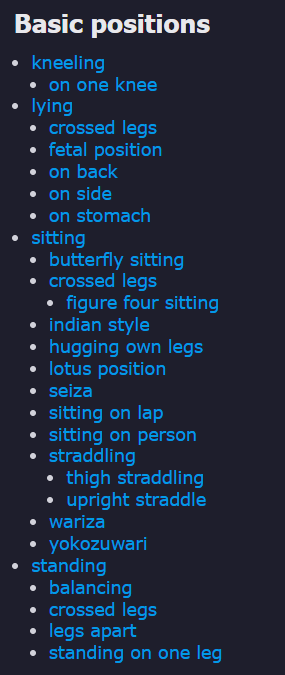 Basic positions
kneeling
on one knee
lying
crossed legs
fetal position
on back
on side
on stomach
sitting
butterfly sitting
crossed legs
figure four sitting
indian style
hugging own legs
lotus position
seiza
sitting on lap
sitting on person
straddling
thigh straddling
upright straddle
wariza
yokozuwari
standing
balancing
crossed legs
legs apart
standing on one leg